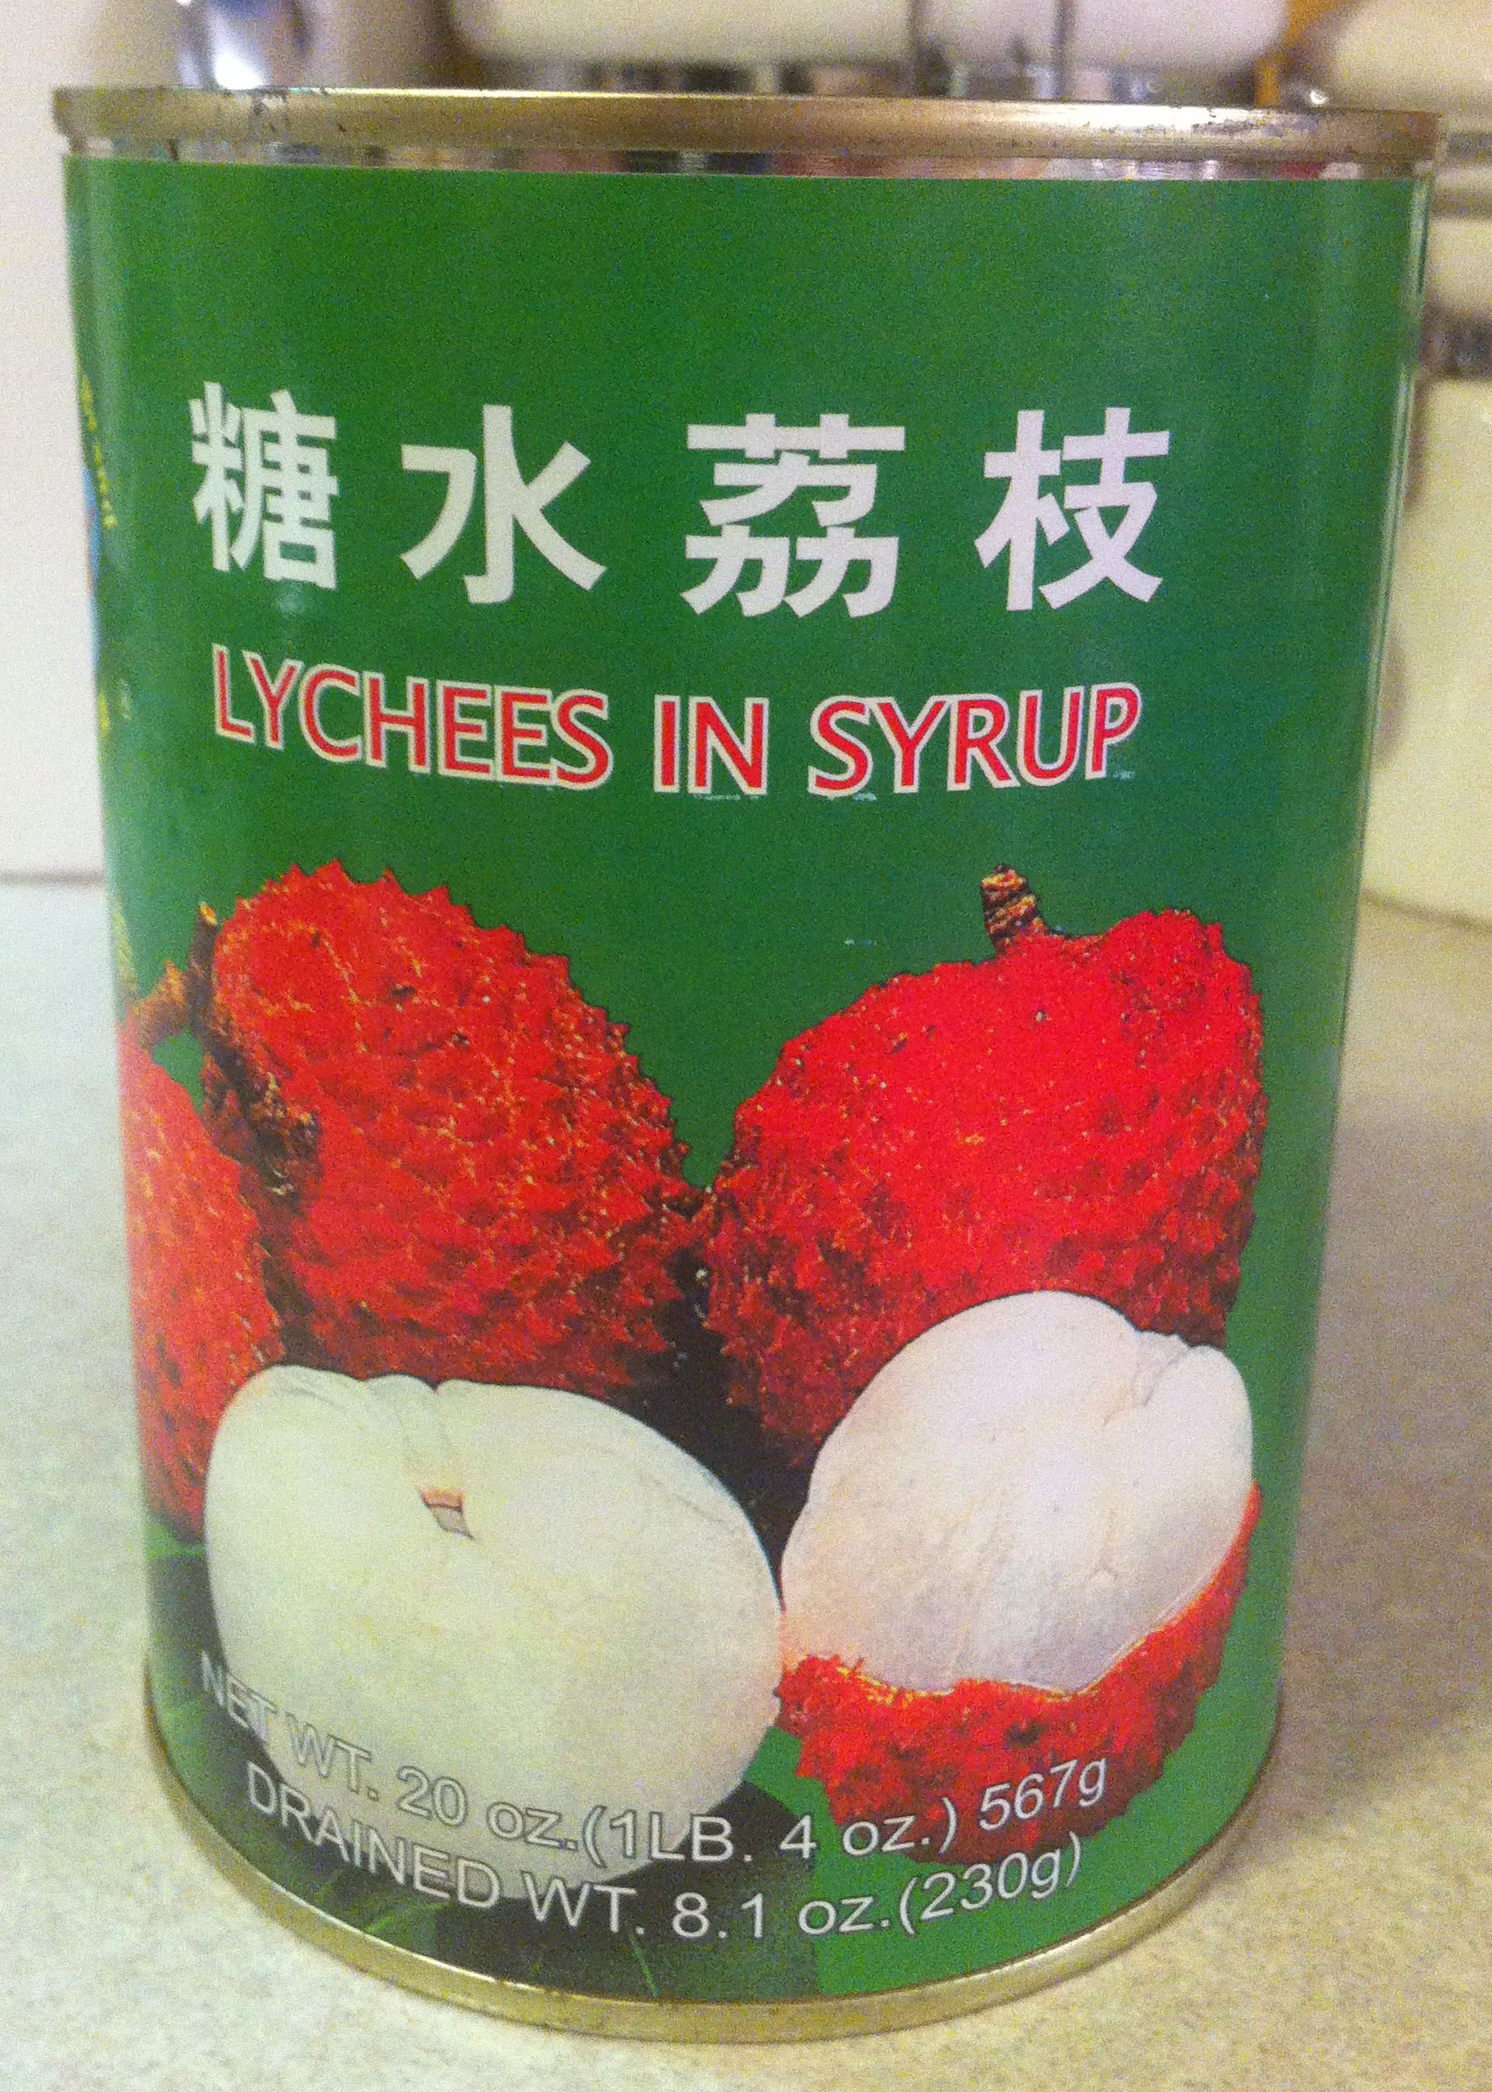 糖水荔枝
LYCHEES IN SYRUP
NET WT. 20 oz.(1LB. 4 oz.) 567g
DRAINED WT. 8.1 oz.(230g)